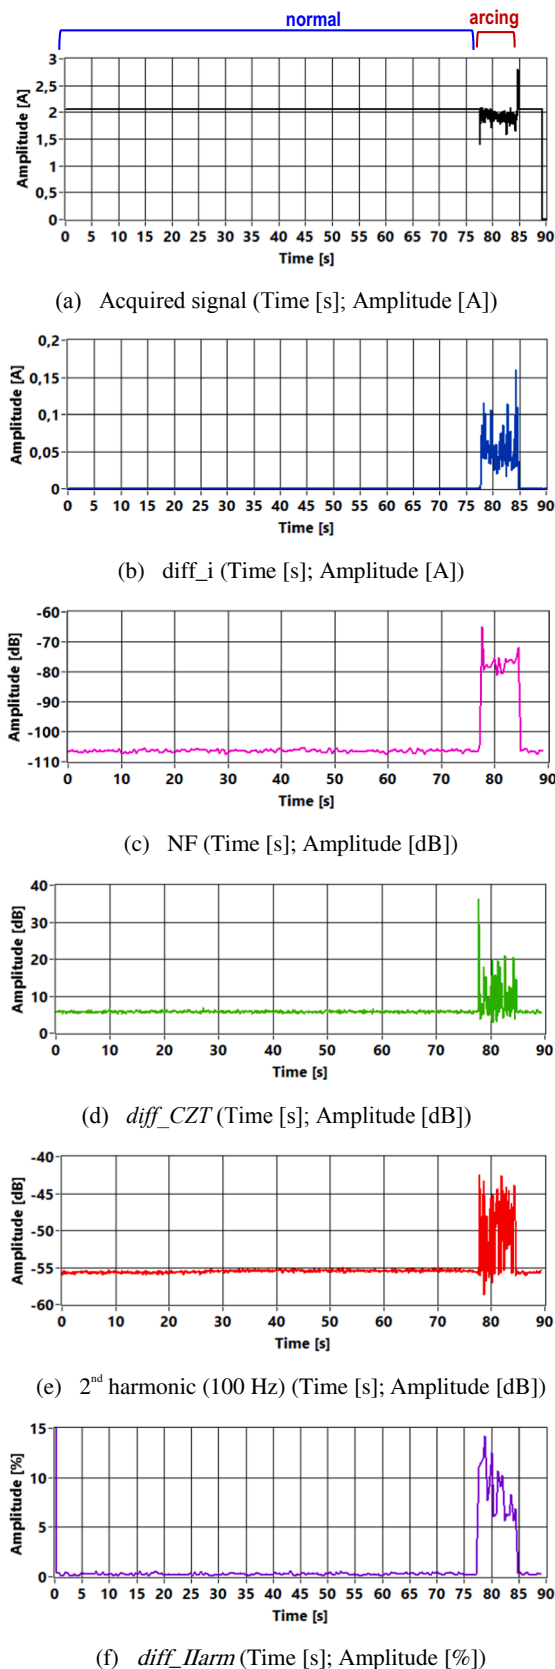 normal
arcing
3
2,5
2
1,5
1
0,5
0
Amplitude [A]
0 5 10 15 20 25 30 35 40 45 50 55 60 65 70 75 80 85 90
Time [s]
(a) Acquired signal (Time [s]; Amplitude [A])
0,2
0,15
0,1
0,05
0
Amplitude [A]
0 5 10 15 20 25 30 35 40 45 50 55 60 65 70 75 80 85 90
Time [s]
(b) diff_i (Time [s]; Amplitude [A])
-60
-70
-80
-90
-100
-110
Amplitude [dB]
0 10 20 30 40 50 60 70 80 90
Time [s]
(c) NF (Time [s]; Amplitude [dB])
40
30
20
10
0
Amplitude [dB]
0 10 20 30 40 50 60 70 80 90
Time [s]
(d) diff_CZT (Time [s]; Amplitude [dB])
-40
-45
-50
-55
-60
Amplitude [dB]
0 10 20 30 40 50 60 70 80 90
Time [s]
(e) 2nd harmonic (100 Hz) (Time [s]; Amplitude [dB])
15
10
5
0
Amplitude [%]
0 5 10 15 20 25 30 35 40 45 50 55 60 65 70 75 80 85 90
Time [s]
(f) diff_IIarm (Time [s]; Amplitude [%])